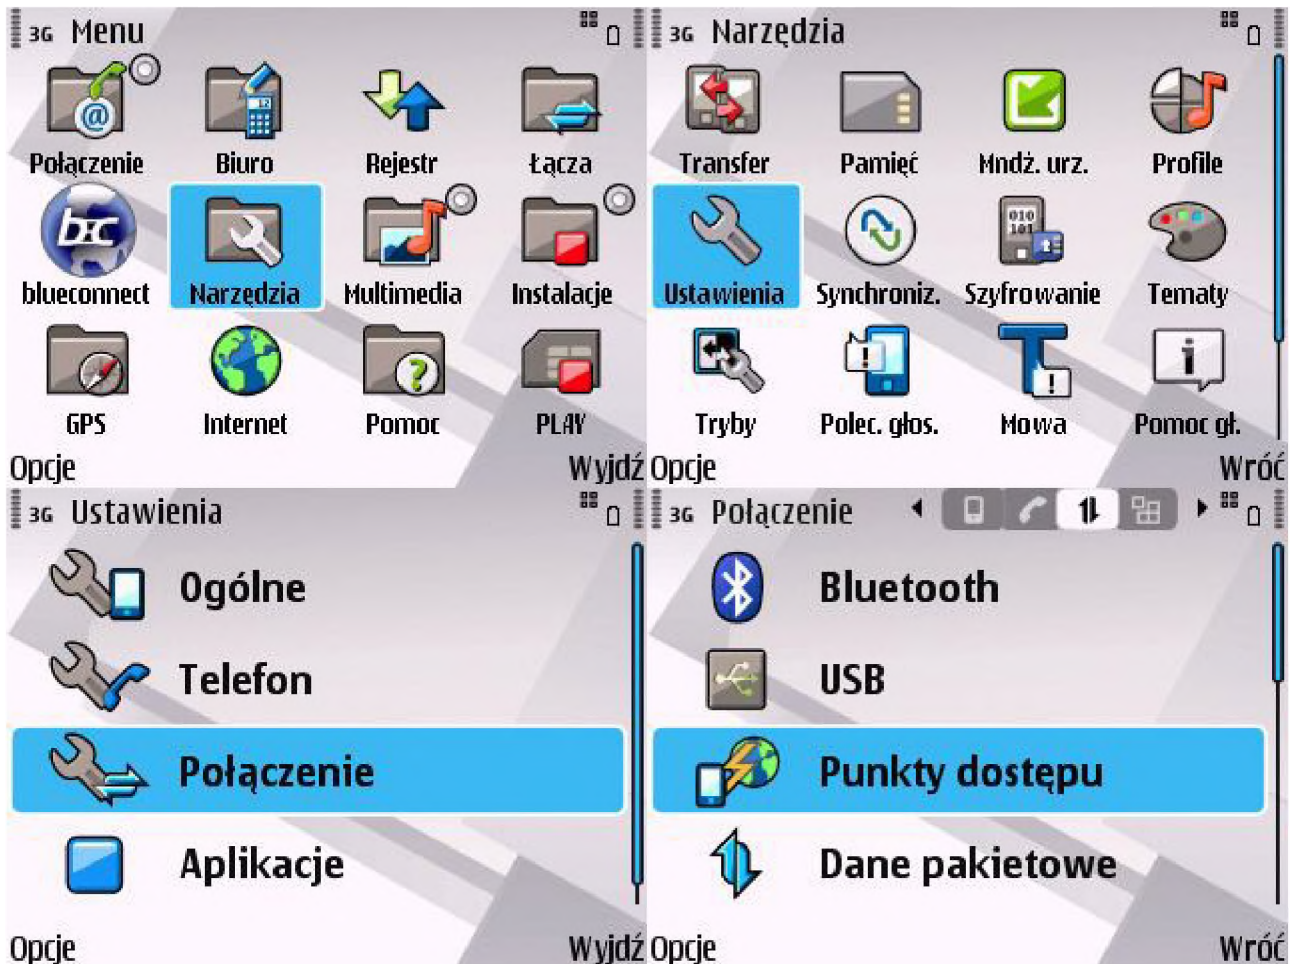 3G Menu
Połączenie Biuro Rejestr Łącza
blueconnect Narzędzia Multimedia Instalacje
GPS Internet Pomoc PLAY
Opcje Wyjdź
3G Narzędzia
Transfer Pamięć Mndż. urz. Profile
010
101
Ustawienia Synchroniz. Szyfrowanie Tematy
Tryby Polec. głos. Mowa Pomoc gł.
Opcje Wróć
3G Ustawienia
Ogólne
Telefon
Połączenie
Aplikacje
Opcje Wyjdź
3G Połączenie
Bluetooth
USB
Punkty dostępu
Dane pakietowe
Opcje Wróć